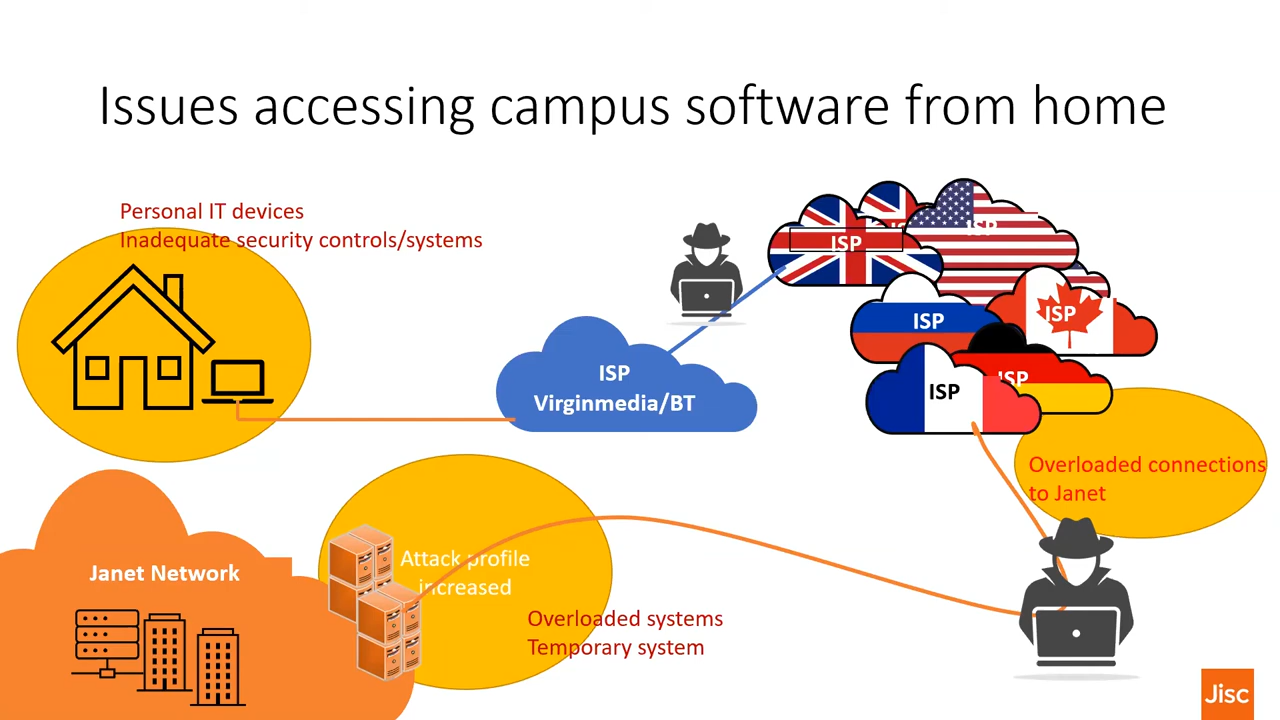 Issues accessing campus software from home
Personal IT devices
Inadequate security controls/systems
ISP
ISP
ISP
ISP
ISP
ISP
ISP
Virginmedia/BT
Overloaded connections
to Janet
Attack profile
increased
Janet Network
Overloaded systems
Temporary system
Jisc